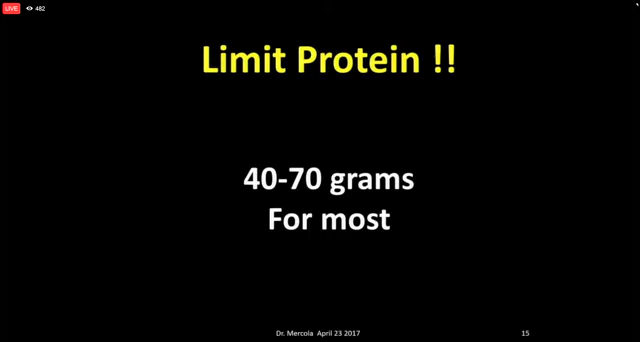 LIVE 482
Limit Protein !!
40-70 grams
For most
Dr. Mercola April 23 2017 15